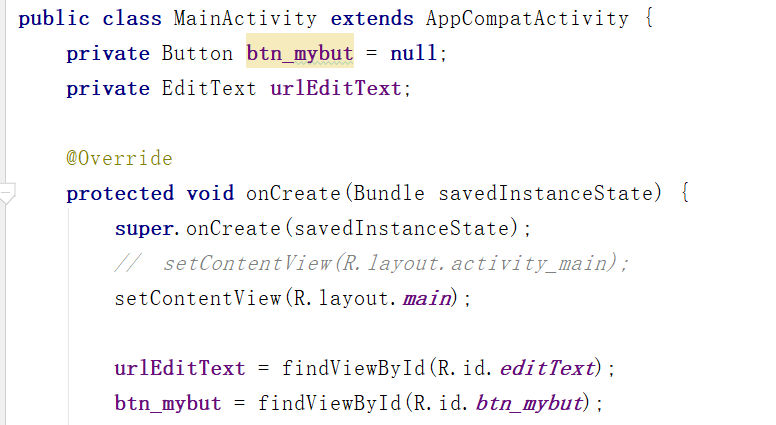 public class MainActivity extends AppCompatActivity {
    private Button btn_mybut = null;
    private EditText urlEditText;
    @Override
    protected void onCreate(Bundle savedInstanceState) {
        super.onCreate(savedInstanceState);
        //  setContentView(R.layout.activity_main);
        setContentView(R.layout.main);
        urlEditText = findViewById(R.id.editText);
        btn_mybut = findViewById(R.id.btn_mybut);